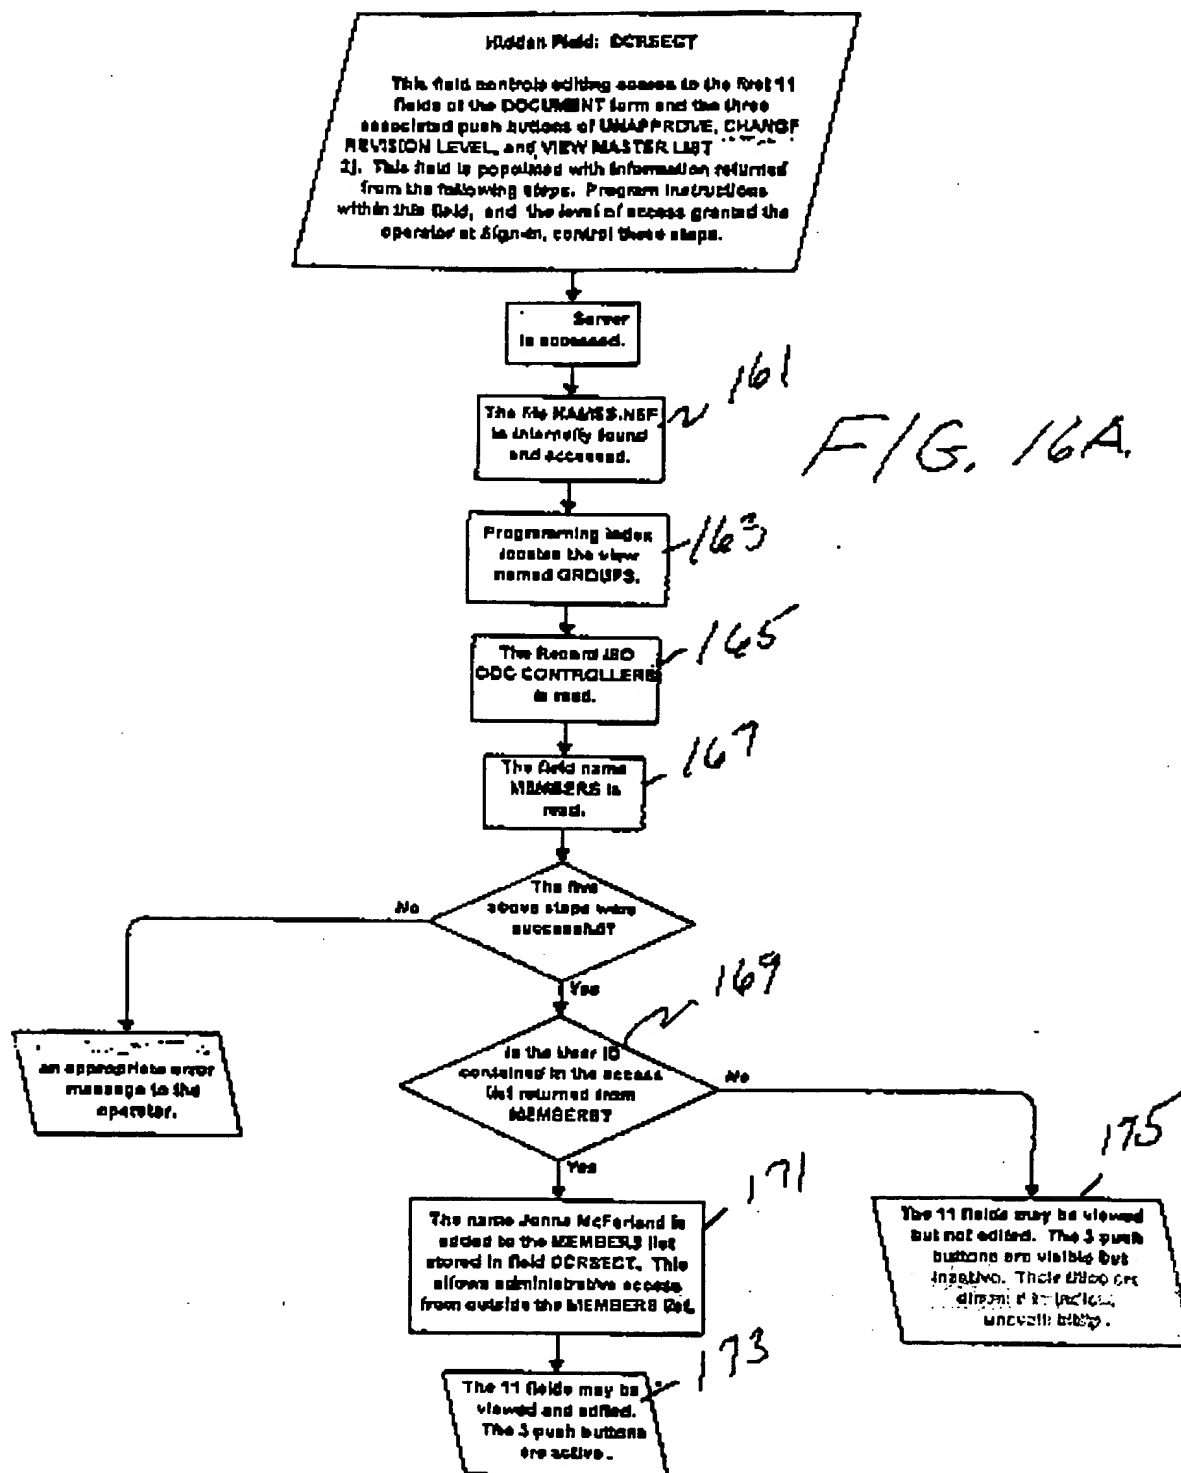 Hidden Field: DCRSECT
This field controls editing access to the first 11
fields of the DOCUMENT form and the three
associated push buttons of UNAPPROVE, CHANGE
REVISION LEVEL, and VIEW MASTER LIST
2]. This field is populated with information returned
from the following steps. Program instructions
within this field, and the level of access granted the
operator at Sign-in, control these steps.
Server
is accessed.
The file NAMES.NSF
is internally found
and accessed.
161
FIG. 16A.
Programming index
locates the view
named GROUPS.
163
The Record ISO
DDC CONTROLLERS
is read.
165
The field name
MEMBERS is
read.
167
The five
above steps were
successful?
No
Yes
169
an appropriate error
message to the
operator.
Is the User ID
contained in the access
list returned from
MEMBERS?
No
Yes
171
The name Janna McFarland is
added to the MEMBERS list
stored in field DCRSECT. This
allows administrative access
from outside the MEMBERS list.
175
The 11 fields may be viewed
but not edited. The 3 push
buttons are visible but
inactive. Their titles are
unavailability.
173
The 11 fields may be
viewed and edited.
The 3 push buttons
are active.